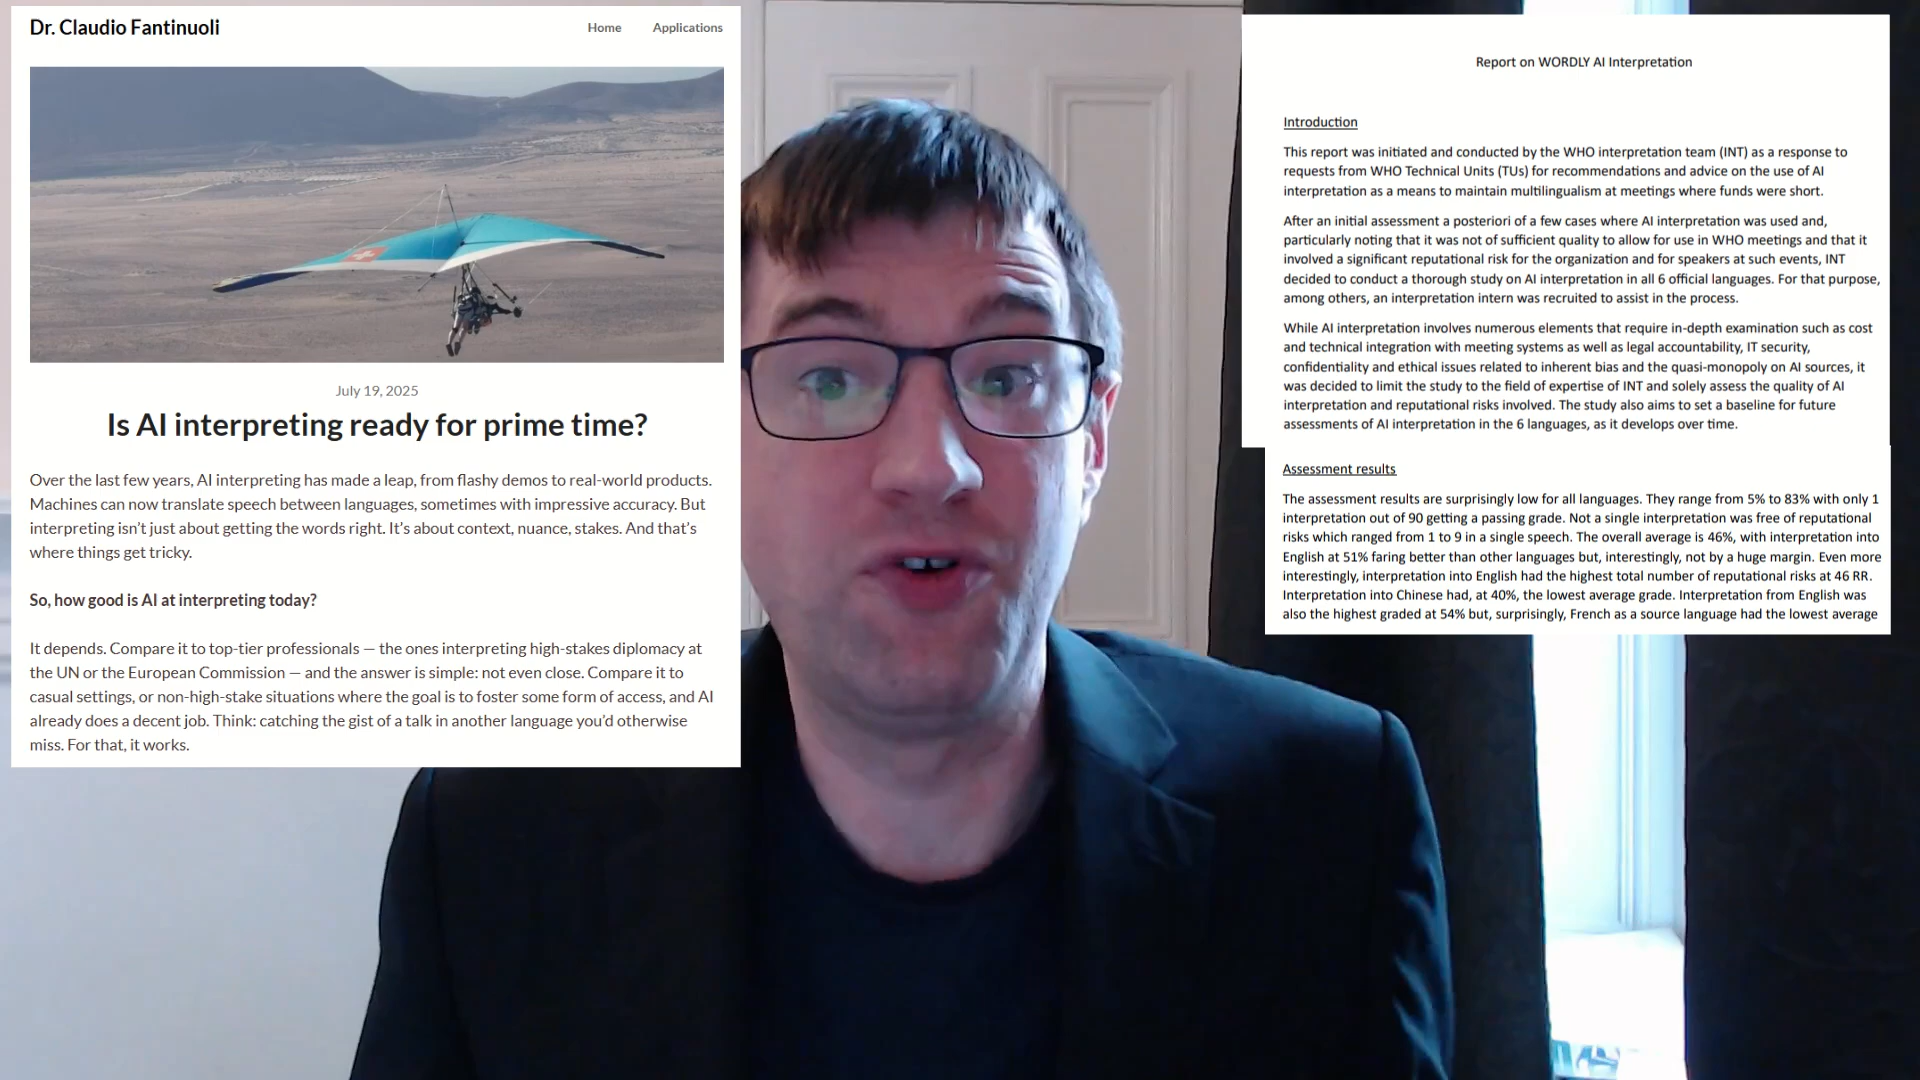 Dr. Claudio Fantinuoli
Home
Applications
July 19, 2025
Is AI interpreting ready for prime time?
Over the last few years, AI interpreting has made a leap, from flashy demos to real-world products.
Machines can now translate speech between languages, sometimes with impressive accuracy. But
interpreting isn't just about getting the words right. It's about context, nuance, stakes. And that's
where things get tricky.
So, how good is AI at interpreting today?
It depends. Compare it to top-tier professionals — the ones interpreting high-stakes diplomacy at
the UN or the European Commission — and the answer is simple: not even close. Compare it to
casual settings, or non-high-stake situations where the goal is to foster some form of access, and AI
already does a decent job. Think: catching the gist of a talk in another language you'd otherwise
miss. For that, it works.
Report on WORDLY AI Interpretation
Introduction
This report was initiated and conducted by the WHO interpretation team (INT) as a response to
requests from WHO Technical Units (TUs) for recommendations and advice on the use of AI
interpretation as a means to maintain multilingualism at meetings where funds were short.
After an initial assessment a posteriori of a few cases where AI interpretation was used and,
particularly noting that it was not of sufficient quality to allow for use in WHO meetings and that it
involved a significant reputational risk for the organization and for speakers at such events, INT
decided to conduct a thorough study on AI interpretation in all 6 official languages. For that purpose,
among others, an interpretation intern was recruited to assist in the process.
While AI interpretation involves numerous elements that require in-depth examination such as cost
and technical integration with meeting systems as well as legal accountability, IT security,
confidentiality and ethical issues related to inherent bias and the quasi-monopoly on AI sources, it
was decided to limit the study to the field of expertise of INT and solely assess the quality of AI
interpretation and reputational risks involved. The study also aims to set a baseline for future
assessments of AI interpretation in the 6 languages, as it develops over time.
Assessment results
The assessment results are surprisingly low for all languages. They range from 5% to 83% with only 1
interpretation out of 90 getting a passing grade. Not a single interpretation was free of reputational
risks which ranged from 1 to 9 in a single speech. The overall average is 46%, with interpretation into
English at 51% faring better than other languages but, interestingly, not by a huge margin. Even more
interestingly, interpretation into English had the highest total number of reputational risks at 46 RR.
Interpretation into Chinese had, at 40%, the lowest average grade. Interpretation from English was
also the highest graded at 54% but, surprisingly, French as a source language had the lowest average